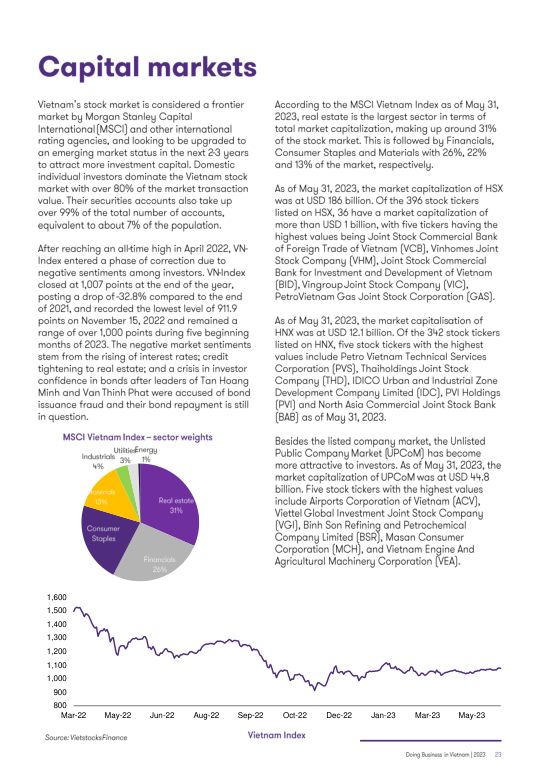 Capital markets
Vietnam's stock market is considered a frontier
market by Morgan Stanley Capital
International(MSCI) and other international
rating agencies, and looking to be upgraded to
an emerging market status in the next 2-3 years
to attract more investment capital. Domestic
individual investors dominate the Vietnam stock
market with over 80% of the market transaction
value. Their securities accounts also take up
over 99% of the total number of accounts,
equivalent to about 7% of the population.
After reaching an all-time high in April 2022, VN-
Index entered a phase of correction due to
negative sentiments among investors. VN-Index
closed at 1,007 points at the end of the year,
posting a drop of -32.8% compared to the end
of 2021, and recorded the lowest level of 911.9
points on November 15, 2022 and remained a
range of over 1,000 points during five beginning
months of 2023. The negative market sentiments
stem from the rising of interest rates; credit
tightening to real estate; and a crisis in investor
confidence in bonds after leaders of Tan Hoang
Minh and Van Thinh Phat were accused of bond
issuance fraud and their bond repayment is still
in question.
MSCI Vietnam Index – sector weights
Utilities
3%
Energy
1%
Industrials
4%
Materials
13%
Real estate
31%
Consumer
Staples
Financials
26%
According to the MSCI Vietnam Index as of May 31,
2023, real estate is the largest sector in terms of
total market capitalization, making up around 31%
of the stock market. This is followed by Financials,
Consumer Staples and Materials with 26%, 22%
and 13% of the market, respectively.
As of May 31, 2023, the market capitalization of HSX
was at USD 186 billion. Of the 396 stock tickers
listed on HSX, 36 have a market capitalization of
more than USD 1 billion, with five tickers having the
highest values being Joint Stock Commercial Bank
of Foreign Trade of Vietnam (VCB), Vinhomes Joint
Stock Company (VHM), Joint Stock Commercial
Bank for Investment and Development of Vietnam
(BID), Vingroup Joint Stock Company (VIC),
PetroVietnam Gas Joint Stock Corporation (GAS).
As of May 31, 2023, the market capitalisation of
HNX was at USD 12.1 billion. Of the 342 stock tickers
listed on HNX, five stock tickers with the highest
values include Petro Vietnam Technical Services
Corporation (PVS), Thaiholdings Joint Stock
Company (THD), IDICO Urban and Industrial Zone
Development Company Limited (IDC), PVI Holdings
(PVI) and North Asia Commercial Joint Stock Bank
(BAB) as of May 31, 2023.
Besides the listed company market, the Unlisted
Public Company Market (UPCoM) has become
more attractive to investors. As of May 31, 2023, the
market capitalization of UPCoM was at USD 44.8
billion. Five stock tickers with the highest values
include Airports Corporation of Vietnam (ACV),
Viettel Global Investment Joint Stock Company
(VGI), Binh Son Refining and Petrochemical
Company Limited (BSR), Masan Consumer
Corporation (MCH), and Vietnam Engine And
Agricultural Machinery Corporation (VEA).
1,600
1,500
1,400
1,300
1,200
1,100
1,000
900
800
Mar-22 May-22 Jun-22 Aug-22 Sep-22 Oct-22 Dec-22 Jan-23 Mar-23 May-23
Source: VietstocksFinance
Vietnam Index
Doing Business in Vietnam | 2023 23